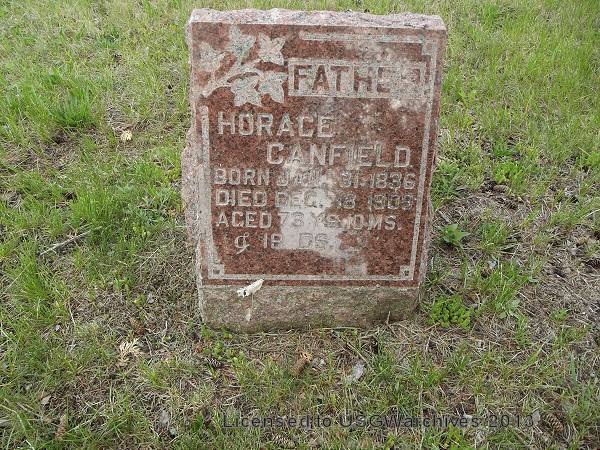 FATHER
HORACE
CANFIELD
BORN JAN. 31. 1836
DIED DEC. 18 1909
AGED 73 YS. 10 MS.
& 18 DS.
Licensed to USGWarchives 2013